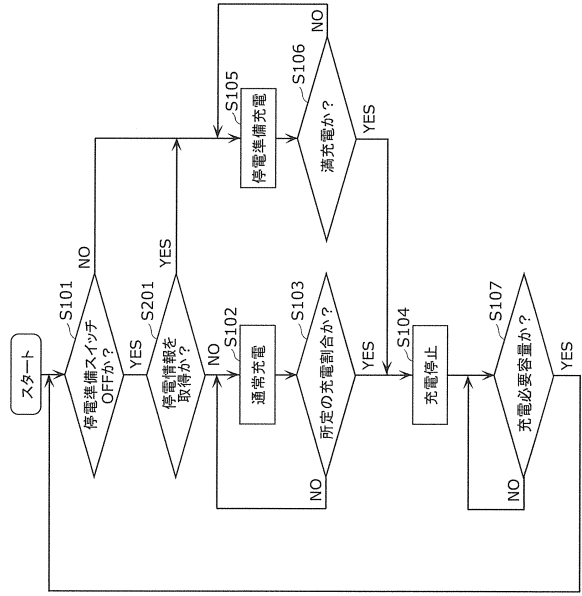 スタート
S101
停電準備スイッチ
OFFか？
NO
YES
S201
停電情報を
取得か？
YES
NO
S102
通常充電
S103
所定の充電割合か？
NO
YES
S105
停電準備充電
S106
満充電か？
NO
YES
S104
充電停止
S107
充電必要容量か？
NO
YES